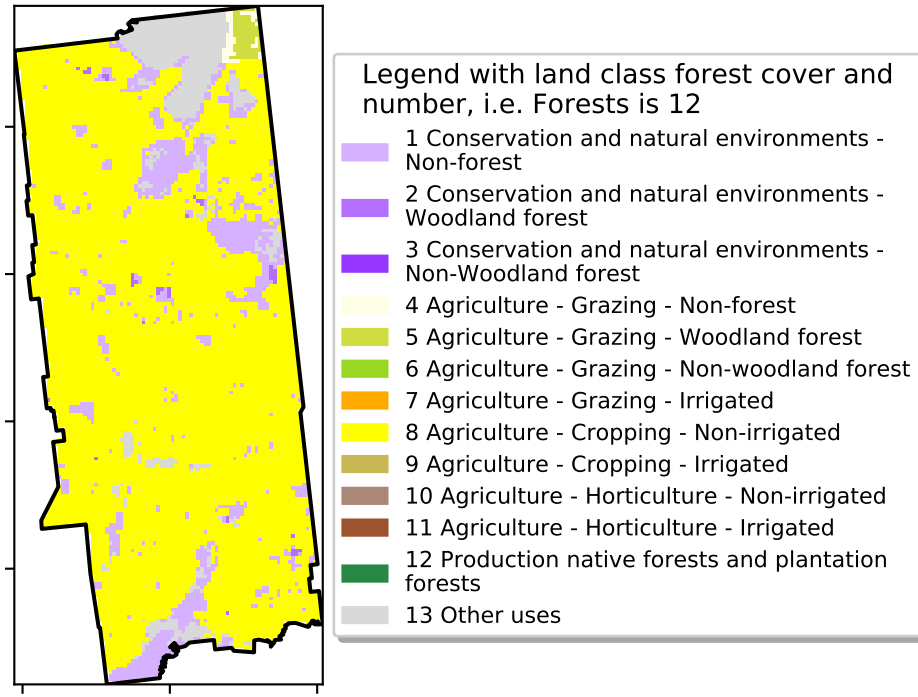 Legend with land class forest cover and
number, i.e. Forests is 12
1 Conservation and natural environments -
Non-forest
2 Conservation and natural environments -
Woodland forest
3 Conservation and natural environments -
Non-Woodland forest
4 Agriculture - Grazing - Non-forest
5 Agriculture - Grazing - Woodland forest
6 Agriculture - Grazing - Non-woodland forest
7 Agriculture - Grazing - Irrigated
8 Agriculture - Cropping - Non-irrigated
9 Agriculture - Cropping - Irrigated
10 Agriculture - Horticulture - Non-irrigated
11 Agriculture - Horticulture - Irrigated
12 Production native forests and plantation
forests
13 Other uses